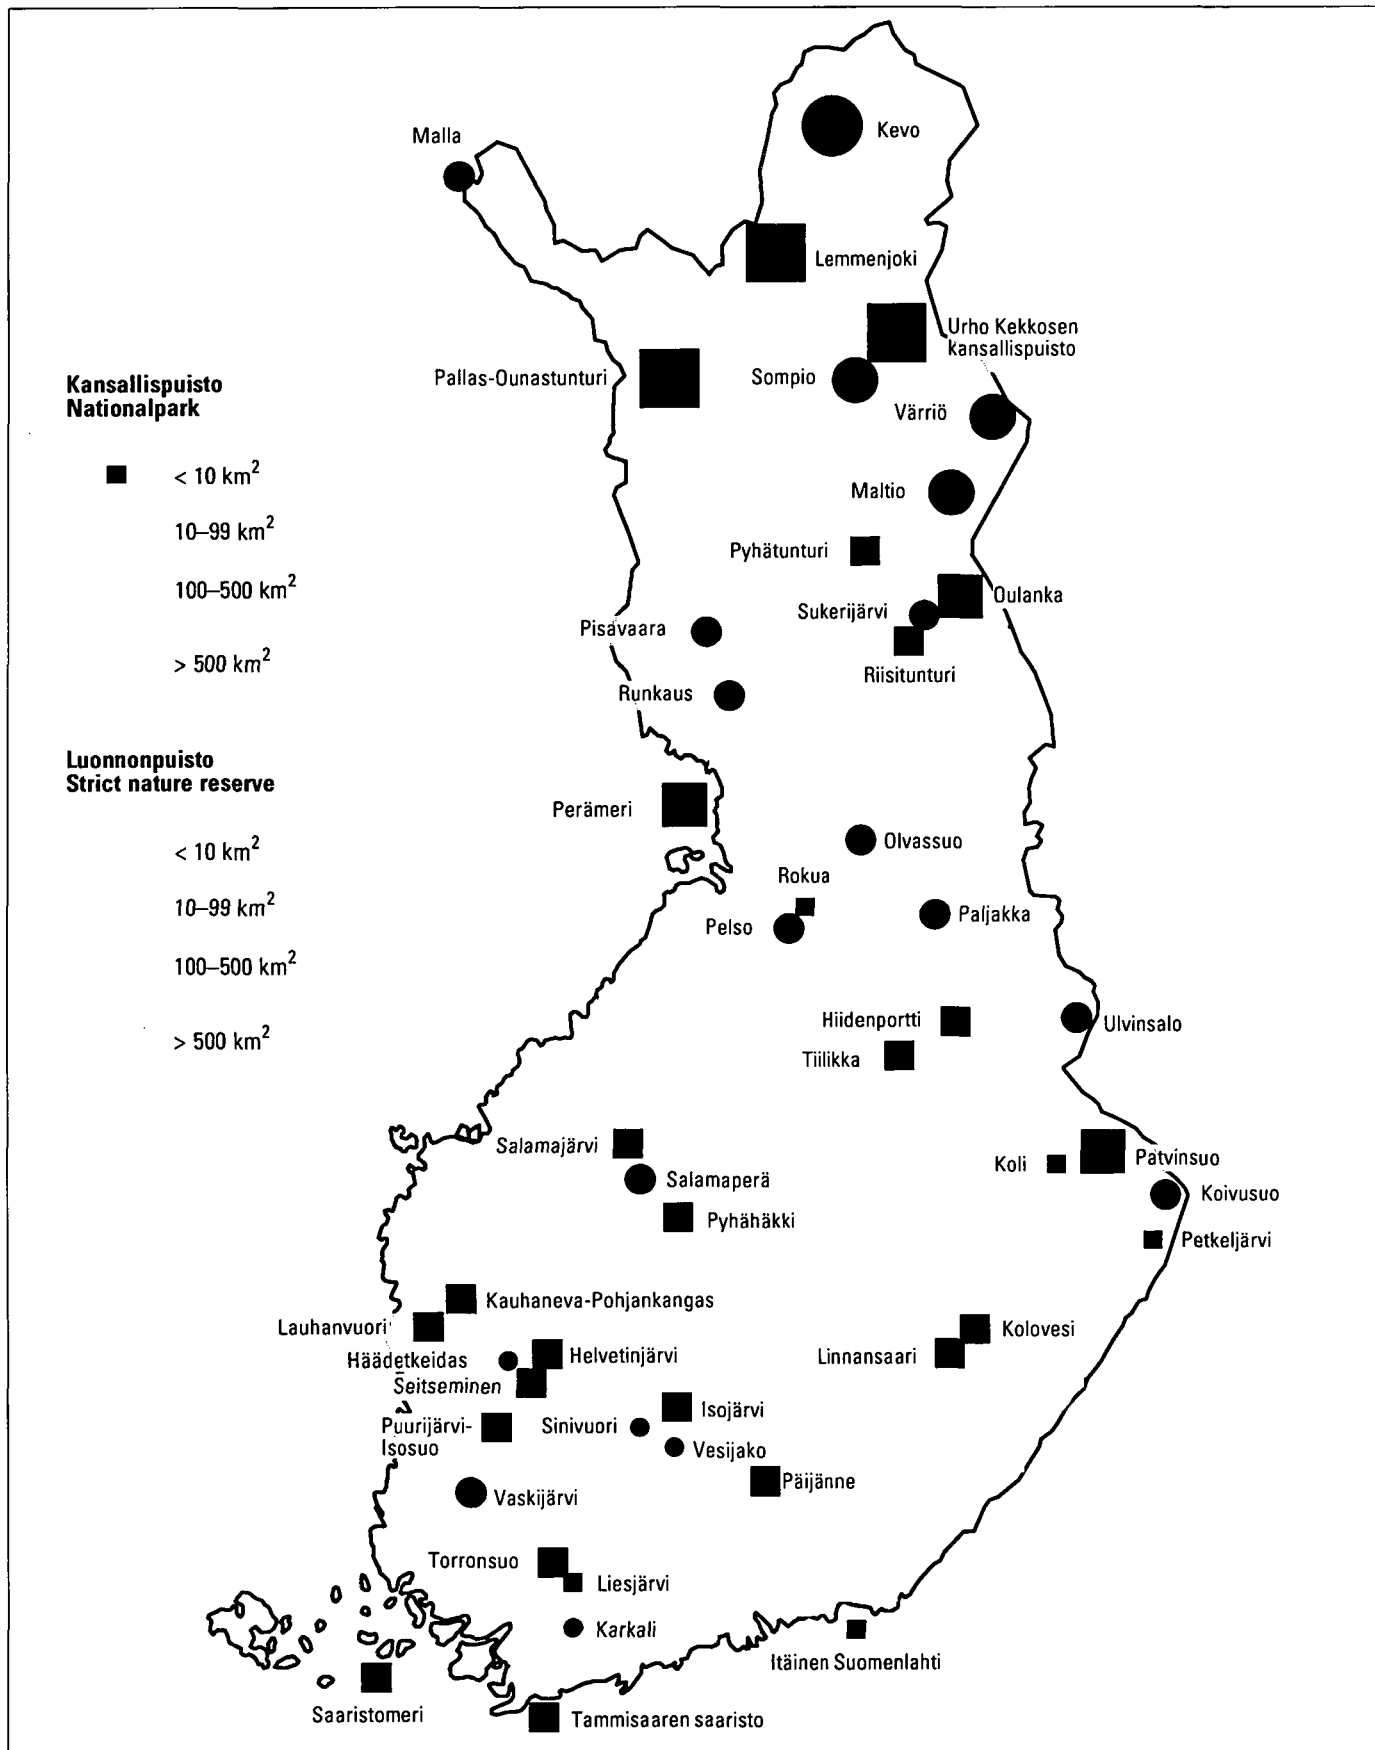 Malla
Kevo
Lemmenjoki
Urho Kekkosen
kansallispuisto
Pallas-Ounastunturi
Sompio
Värriö
Kansallispuisto
Nationalpark
< 10 km²
10–99 km²
100–500 km²
> 500 km²
Maltio
Pyhätunturi
Oulanka
Sukerijärvi
Pisavaara
Riisitunturi
Runkaus
Luonnonpuisto
Strict nature reserve
< 10 km²
10–99 km²
100–500 km²
> 500 km²
Perämeri
Olvassuo
Rokua
Pelso
Paljakka
Hiidenportti
Ulvinsalo
Tiilikka
Salamajärvi
Koli
Patvinsuo
Salamaperä
Koivusuo
Pyhähäkki
Petkeljärvi
Kauhaneva-Pohjankangas
Lauhanvuori
Kolovesi
Häädetkeidas
Helvetinjärvi
Linnansaari
Seitseminen
Isojärvi
Puurijärvi-
Isosuo
Sinivuori
Vesijako
Päijänne
Vaskijärvi
Torronsuo
Liesjärvi
Karkali
Itäinen Suomenlahti
Saaristomeri
Tammisaaren saaristo